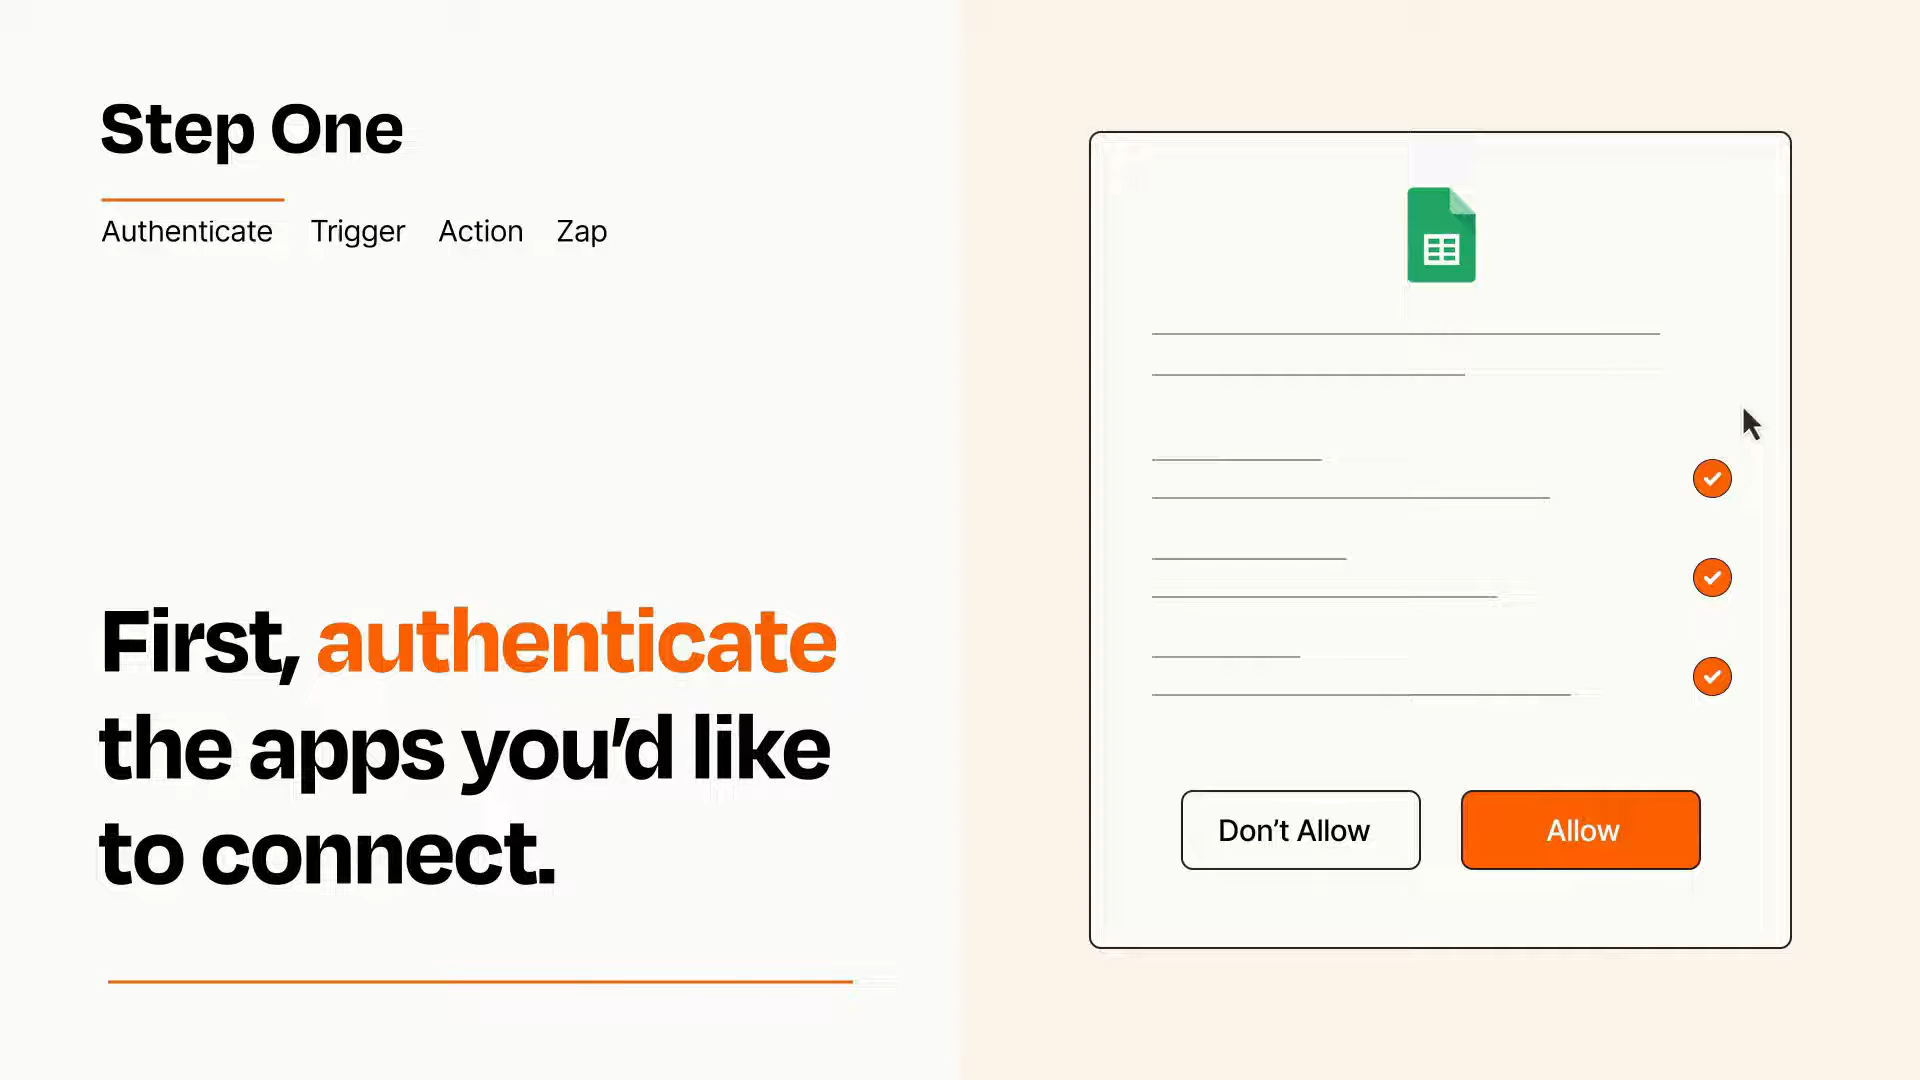 Step One
Authenticate Trigger Action Zap
First, authenticate
the apps you’d like
to connect.
Don’t Allow
Allow